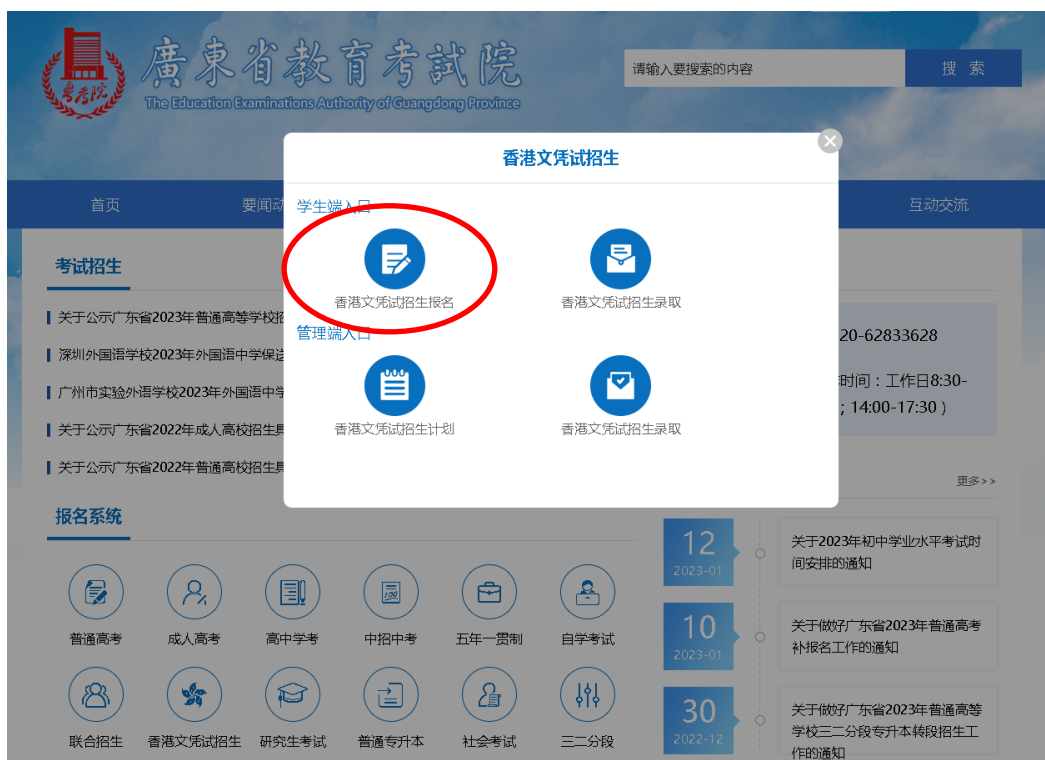 廣東省教育考試院
The Education Examinations Authority of Guangdong Province
粤考院
请输入要搜索的内容
搜 索
香港文凭试招生
首页
要闻动
互动交流
学生端入口
香港文凭试招生报名
香港文凭试招生录取
管理端入口
香港文凭试招生计划
香港文凭试招生录取
考试招生
关于公示广东省2023年普通高等学校招
深圳外国语学校2023年外国语中学保送
广州市实验外语学校2023年外国语中学
关于公示广东省2022年成人高校招生具
关于公示广东省2022年普通高校招生具
20-62833628
时间：工作日8:30-
；14:00-17:30）
更多>>
报名系统
普通高考
成人高考
高中学考
中招中考
五年一贯制
自学考试
联合招生
香港文凭试招生
研究生考试
普通专升本
社会考试
三二分段
12
2023-01
关于2023年初中学业水平考试时
间安排的通知
10
2023-01
关于做好广东省2023年普通高考
补报名工作的通知
30
2022-12
关于做好广东省2023年普通高等
学校三二分段专升本转段招生工
作的通知